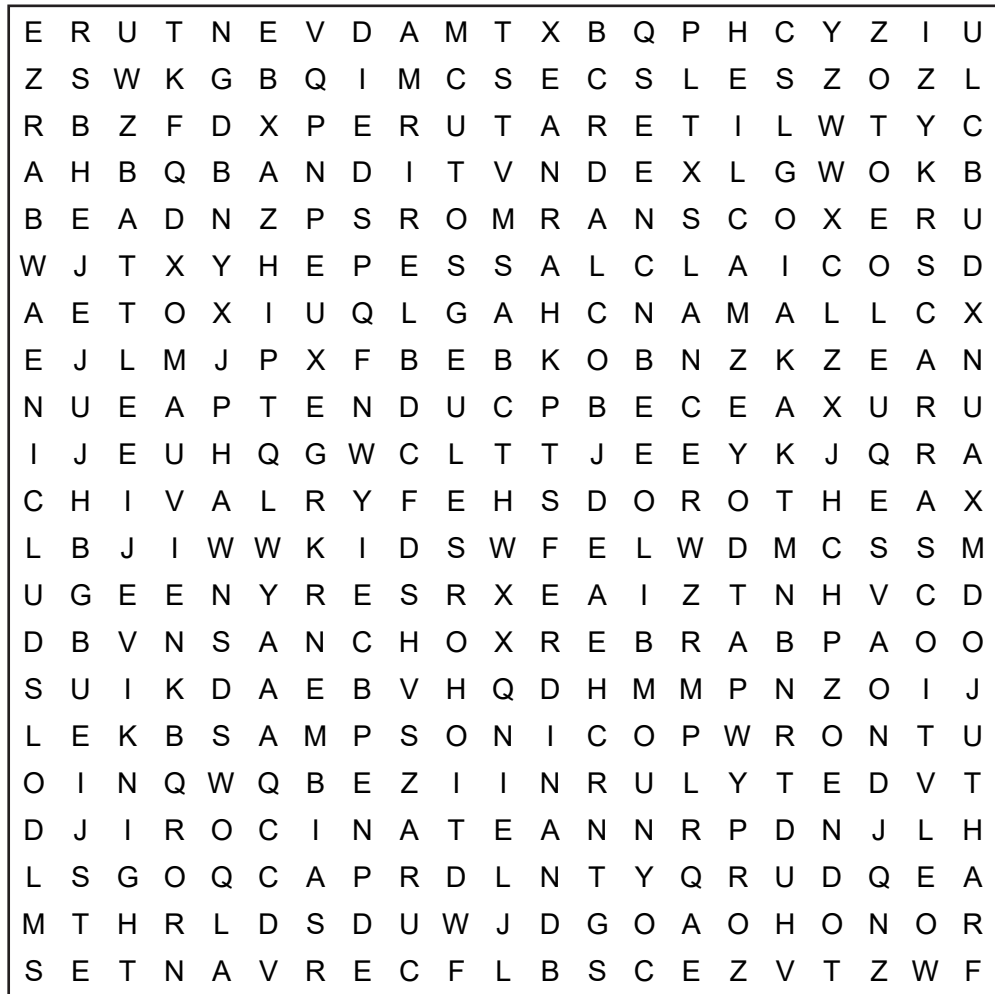 E R U T N E V D A M T X B Q P H C Y Z I U
Z S W K G B Q I M C S E C S L E S Z O Z L
R B Z F D X P E R U T A R E T I L W T Y C
A H B Q B A N D I T V N D E X L G W O K B
B E A D N Z P S R O M R A N S C O X E R U
W J T X Y H E P E S S A L C L A I C O S D
A E T O X I U Q L G A H C N A M A L L C X
E J L M J P X F B E B K O B N Z K Z E A N
N U E A P T E N D U C P B E C E A X U R U
I J E U H Q G W C L T T J E E Y K J Q R A
C H I V A L R Y F E H S D O R O T H E A X
L B J I W W K I D S W F E L W D M C S S M
U G E E N Y R E S R X E A I Z T N H V C D
D B V N S A N C H O X R E B R A B P A O O
S U I K D A E B V H Q D H M M P N Z O I J
L E K B S A M P S O N I C O P W R O N T U
O I N Q W Q B E Z I I N R U L Y T E D V T
D J I R O C I N A T E A N N R P D N J L H
L S G O Q C A P R D L N T Y Q R U D Q E A
M T H R L D S D U W J D G O A O H O N O R
S E T N A V R E C F L B S C E Z V T Z W F